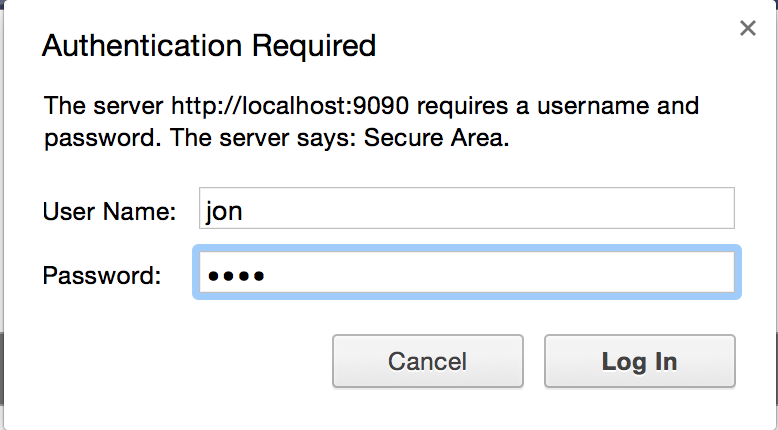 Authentication Required
The server http://localhost:9090 requires a username and
password. The server says: Secure Area.
User Name: jon
Password: ••••
Cancel Log In